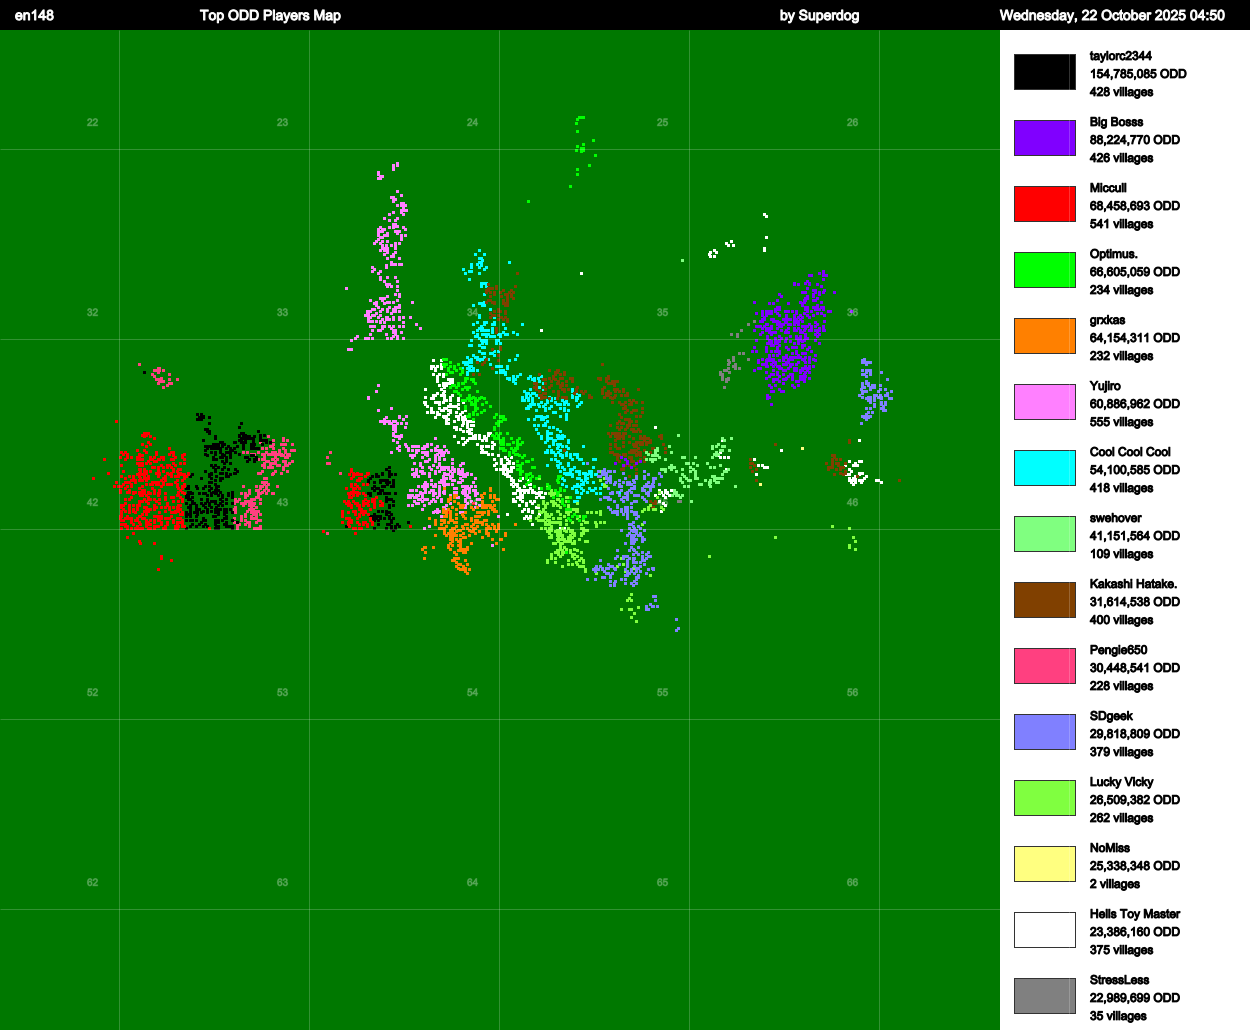 en148 Top ODD Players Map by Superdog Wednesday, 22 October 2025 04:50
taylorc2344
154,785,085 ODD
428 villages
Big Bosss
88,224,770 ODD
426 villages
Miccull
68,458,693 ODD
541 villages
Optimus.
66,605,059 ODD
234 villages
grxkas
64,154,311 ODD
232 villages
Yujiro
60,886,962 ODD
555 villages
Cool Cool Cool
54,100,585 ODD
418 villages
swehover
41,151,564 ODD
109 villages
Kakashi Hatake.
31,614,538 ODD
400 villages
Pengie650
30,448,541 ODD
228 villages
SDgeek
29,818,809 ODD
379 villages
Lucky Vicky
26,509,382 ODD
262 villages
NoMiss
25,338,348 ODD
2 villages
Hells Toy Master
23,386,160 ODD
375 villages
StressLess
22,989,699 ODD
35 villages
22 23 24 25 26
32 33 34 35 36
42 43 46
52 53 54 55 56
62 63 64 65 66